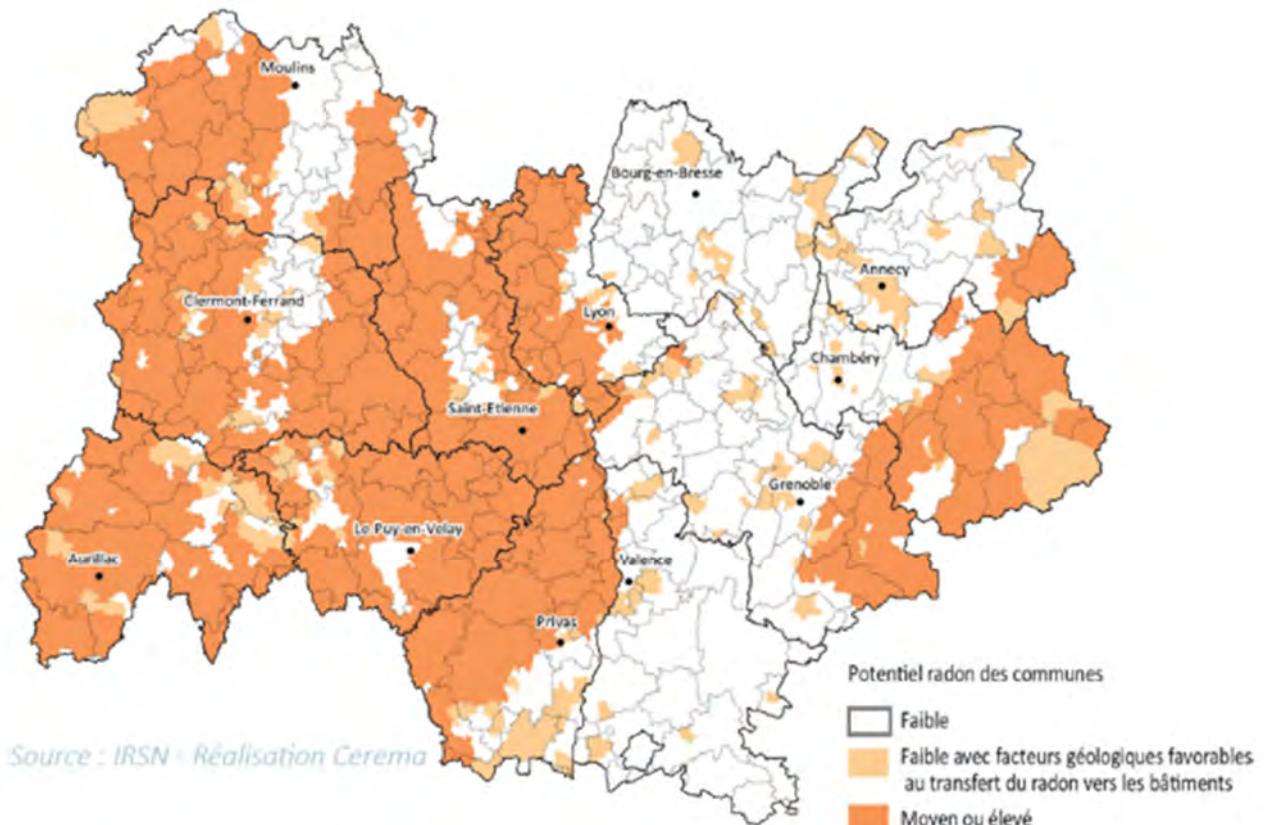 Moulins
Bourg-en-Bresse
Annecy
Clermont-Ferrand
Lyon
Chambéry
Saint-Etienne
Grenoble
Le Puy-en-Velay
Aurillac
Valence
Privas
Potentiel radon des communes
Faible
Faible avec facteurs géologiques favorables
au transfert du radon vers les bâtiments
Moyen ou élevé
Source : IRSN - Réalisation Cerema